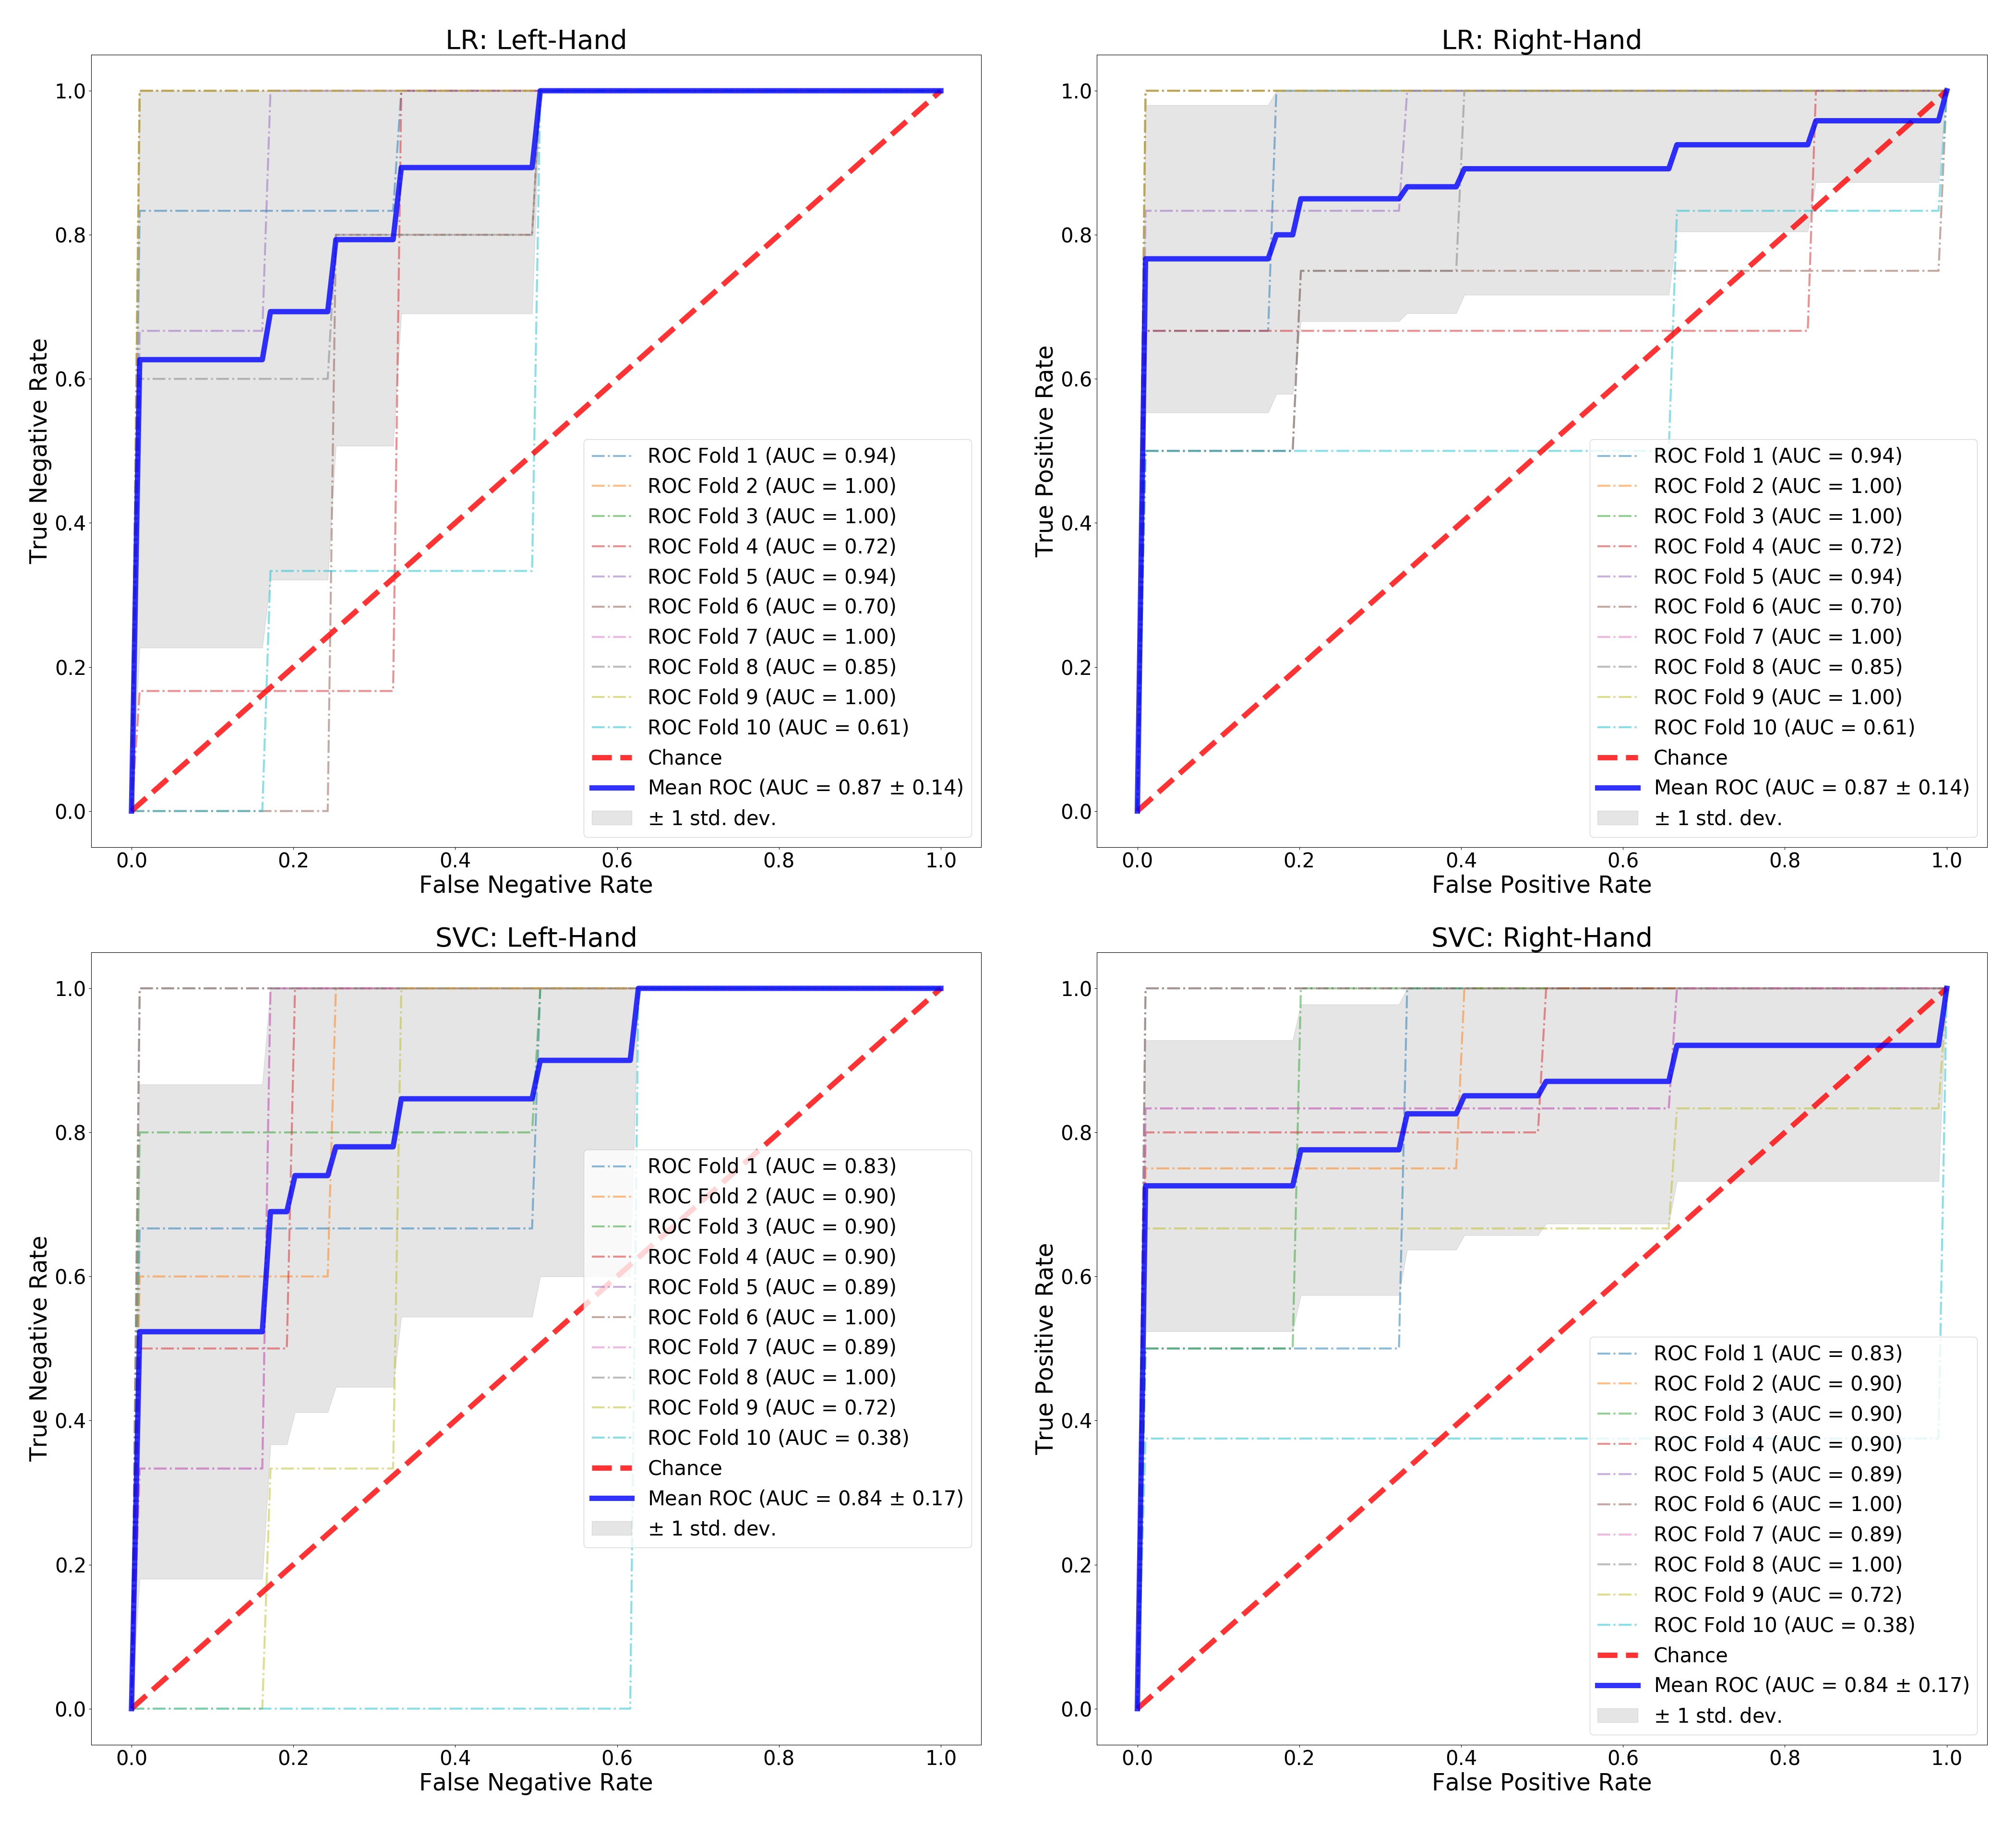 LR: Left-Hand
True Negative Rate
1.0
0.8
0.6
0.4
0.2
0.0
ROC Fold 1 (AUC = 0.94)
ROC Fold 2 (AUC = 1.00)
ROC Fold 3 (AUC = 1.00)
ROC Fold 4 (AUC = 0.72)
ROC Fold 5 (AUC = 0.94)
ROC Fold 6 (AUC = 0.70)
ROC Fold 7 (AUC = 1.00)
ROC Fold 8 (AUC = 0.85)
ROC Fold 9 (AUC = 1.00)
ROC Fold 10 (AUC = 0.61)
Chance
Mean ROC (AUC = 0.87 ± 0.14)
± 1 std. dev.
0.0 0.2 0.4 0.6 0.8 1.0
False Negative Rate
LR: Right-Hand
True Positive Rate
1.0
0.8
0.6
0.4
0.2
0.0
ROC Fold 1 (AUC = 0.94)
ROC Fold 2 (AUC = 1.00)
ROC Fold 3 (AUC = 1.00)
ROC Fold 4 (AUC = 0.72)
ROC Fold 5 (AUC = 0.94)
ROC Fold 6 (AUC = 0.70)
ROC Fold 7 (AUC = 1.00)
ROC Fold 8 (AUC = 0.85)
ROC Fold 9 (AUC = 1.00)
ROC Fold 10 (AUC = 0.61)
Chance
Mean ROC (AUC = 0.87 ± 0.14)
± 1 std. dev.
0.0 0.2 0.4 0.6 0.8 1.0
False Positive Rate
SVC: Left-Hand
True Negative Rate
1.0
0.8
0.6
0.4
0.2
0.0
ROC Fold 1 (AUC = 0.83)
ROC Fold 2 (AUC = 0.90)
ROC Fold 3 (AUC = 0.90)
ROC Fold 4 (AUC = 0.90)
ROC Fold 5 (AUC = 0.89)
ROC Fold 6 (AUC = 1.00)
ROC Fold 7 (AUC = 0.89)
ROC Fold 8 (AUC = 1.00)
ROC Fold 9 (AUC = 0.72)
ROC Fold 10 (AUC = 0.38)
Chance
Mean ROC (AUC = 0.84 ± 0.17)
± 1 std. dev.
0.0 0.2 0.4 0.6 0.8 1.0
False Negative Rate
SVC: Right-Hand
True Positive Rate
1.0
0.8
0.6
0.4
0.2
0.0
ROC Fold 1 (AUC = 0.83)
ROC Fold 2 (AUC = 0.90)
ROC Fold 3 (AUC = 0.90)
ROC Fold 4 (AUC = 0.90)
ROC Fold 5 (AUC = 0.89)
ROC Fold 6 (AUC = 1.00)
ROC Fold 7 (AUC = 0.89)
ROC Fold 8 (AUC = 1.00)
ROC Fold 9 (AUC = 0.72)
ROC Fold 10 (AUC = 0.38)
Chance
Mean ROC (AUC = 0.84 ± 0.17)
± 1 std. dev.
0.0 0.2 0.4 0.6 0.8 1.0
False Positive Rate